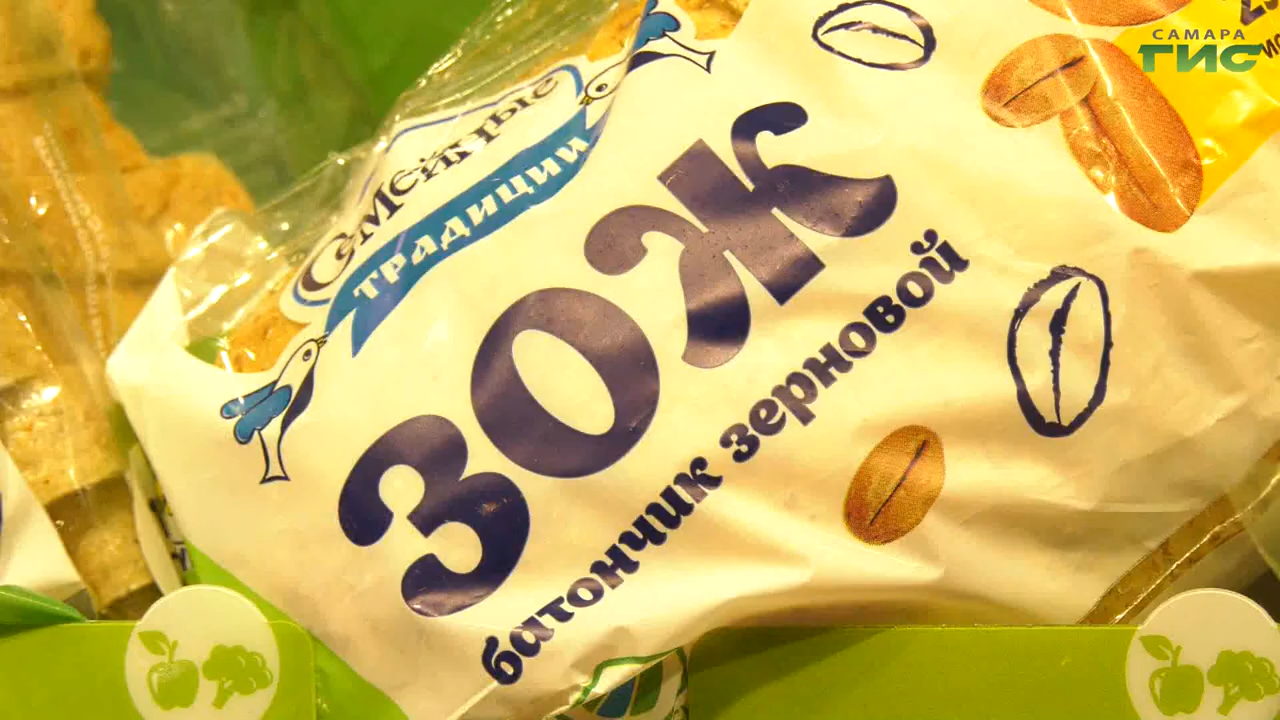 САМАРА
ГИС
Семейные
ТРАДИЦИИ
ЗОЖ
батончик зерновой